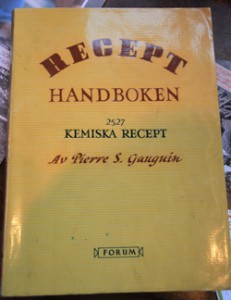 RECEPT
HANDBOKEN
2527
KEMISKA RECEPT
Av Pierre S. Gauguin
FORUM